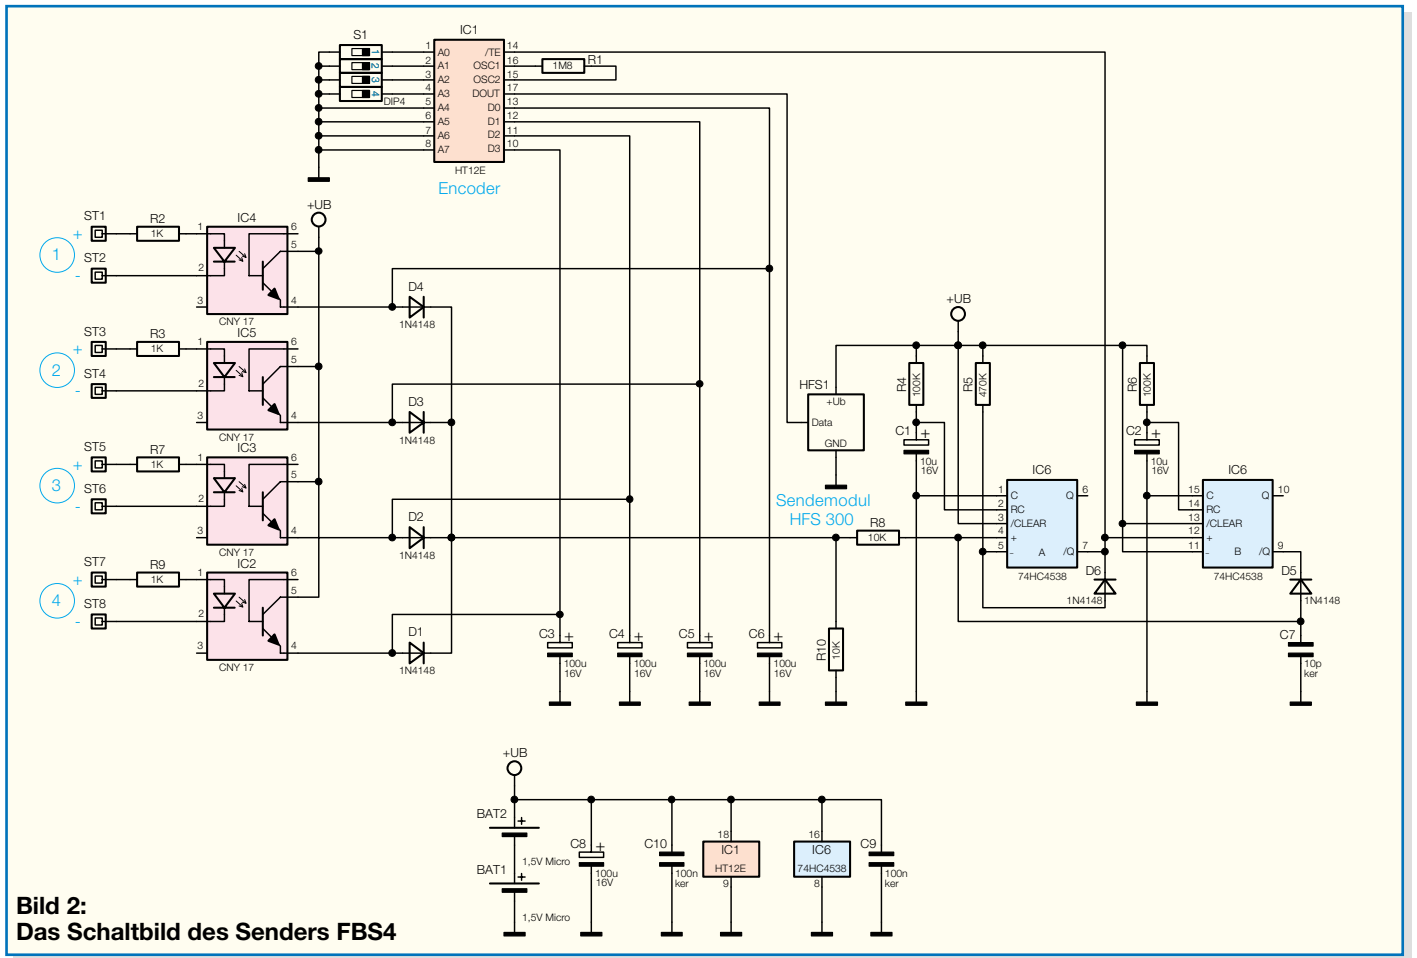 S1
1
2
3
4
DIP4
IC1
1 A0 /TE 14
2 A1 OSC1 16
3 A2 OSC2 15
4 A3 DOUT 17
5 A4 D0 13
6 A5 D1 12
7 A6 D2 11
8 A7 D3 10
HT12E
Encoder
1M8 R1
+UB
ST1
+
1
ST2
-
R2
1K
IC4
1
2
3
6
5
4
CNY 17
D4
1N4148
ST3
+
2
ST4
-
R3
1K
IC5
1
2
3
6
5
4
CNY 17
D3
1N4148
ST5
+
3
ST6
-
R7
1K
IC3
1
2
3
6
5
4
CNY 17
D2
1N4148
ST7
+
4
ST8
-
R9
1K
IC2
1
2
3
6
5
4
CNY 17
D1
1N4148
C3 +
100u
16V
C4 +
100u
16V
C5 +
100u
16V
C6 +
100u
16V
HFS1
+Ub
Data
GND
Sendemodul
HFS 300
R8
10K
R10
10K
+UB
R4
100K
R5
470K
R6
100K
C1 +
10u
16V
C2 +
10u
16V
IC6
1 C Q 6
2 RC
3 /CLEAR
4 +
5 - A /Q 7
74HC4538
D6
1N4148
IC6
15 C Q 10
14 RC
13 /CLEAR
12 +
11 - B /Q 9
74HC4538
D5
1N4148
C7
10p
ker
+UB
BAT2
+
1,5V Micro
BAT1
+
1,5V Micro
C8 +
100u
16V
C10
100n
ker
18
IC1
HT12E
9
16
IC6
74HC4538
8
C9
100n
ker
Bild 2:
Das Schaltbild des Senders FBS4